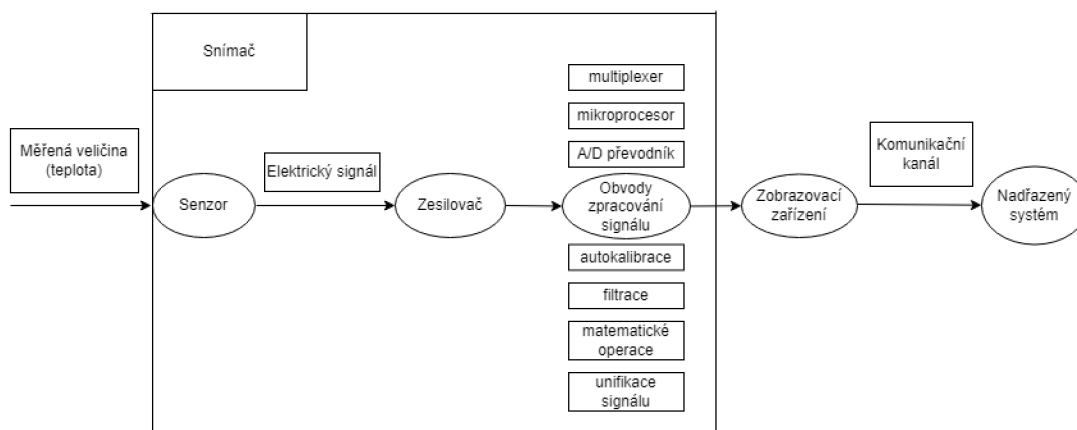 Snímač
multiplexer
mikroprocesor
A/D převodník
Měřená veličina
(teplota)
Komunikační
kanál
Elektrický signál
Senzor
Zesilovač
Obvody
zpracování
signálu
Zobrazovací
zařízení
Nadřazený
systém
autokalibrace
filtrace
matematické
operace
unifikace
signálu